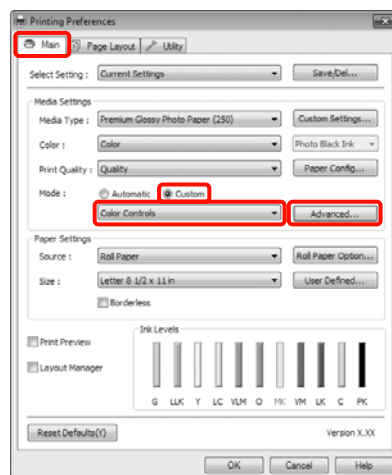 Printing Preferences
Main Page Layout Utility
Select Setting : Current Settings Save/Del...
Media Settings
Media Type : Premium Glossy Photo Paper (250) Custom Settings...
Color : Color Photo Black Ink
Print Quality : Quality Paper Config...
Mode : Automatic Custom
Color Controls Advanced...
Paper Settings
Source : Roll Paper Roll Paper Option...
Size : Letter 8 1/2 x 11 in User Defined...
Borderless
Print Preview
Layout Manager
Ink Levels
G LLK Y LC VLM O MK VM LK C PK
Reset Defaults(Y) Version X.XX
OK Cancel Help